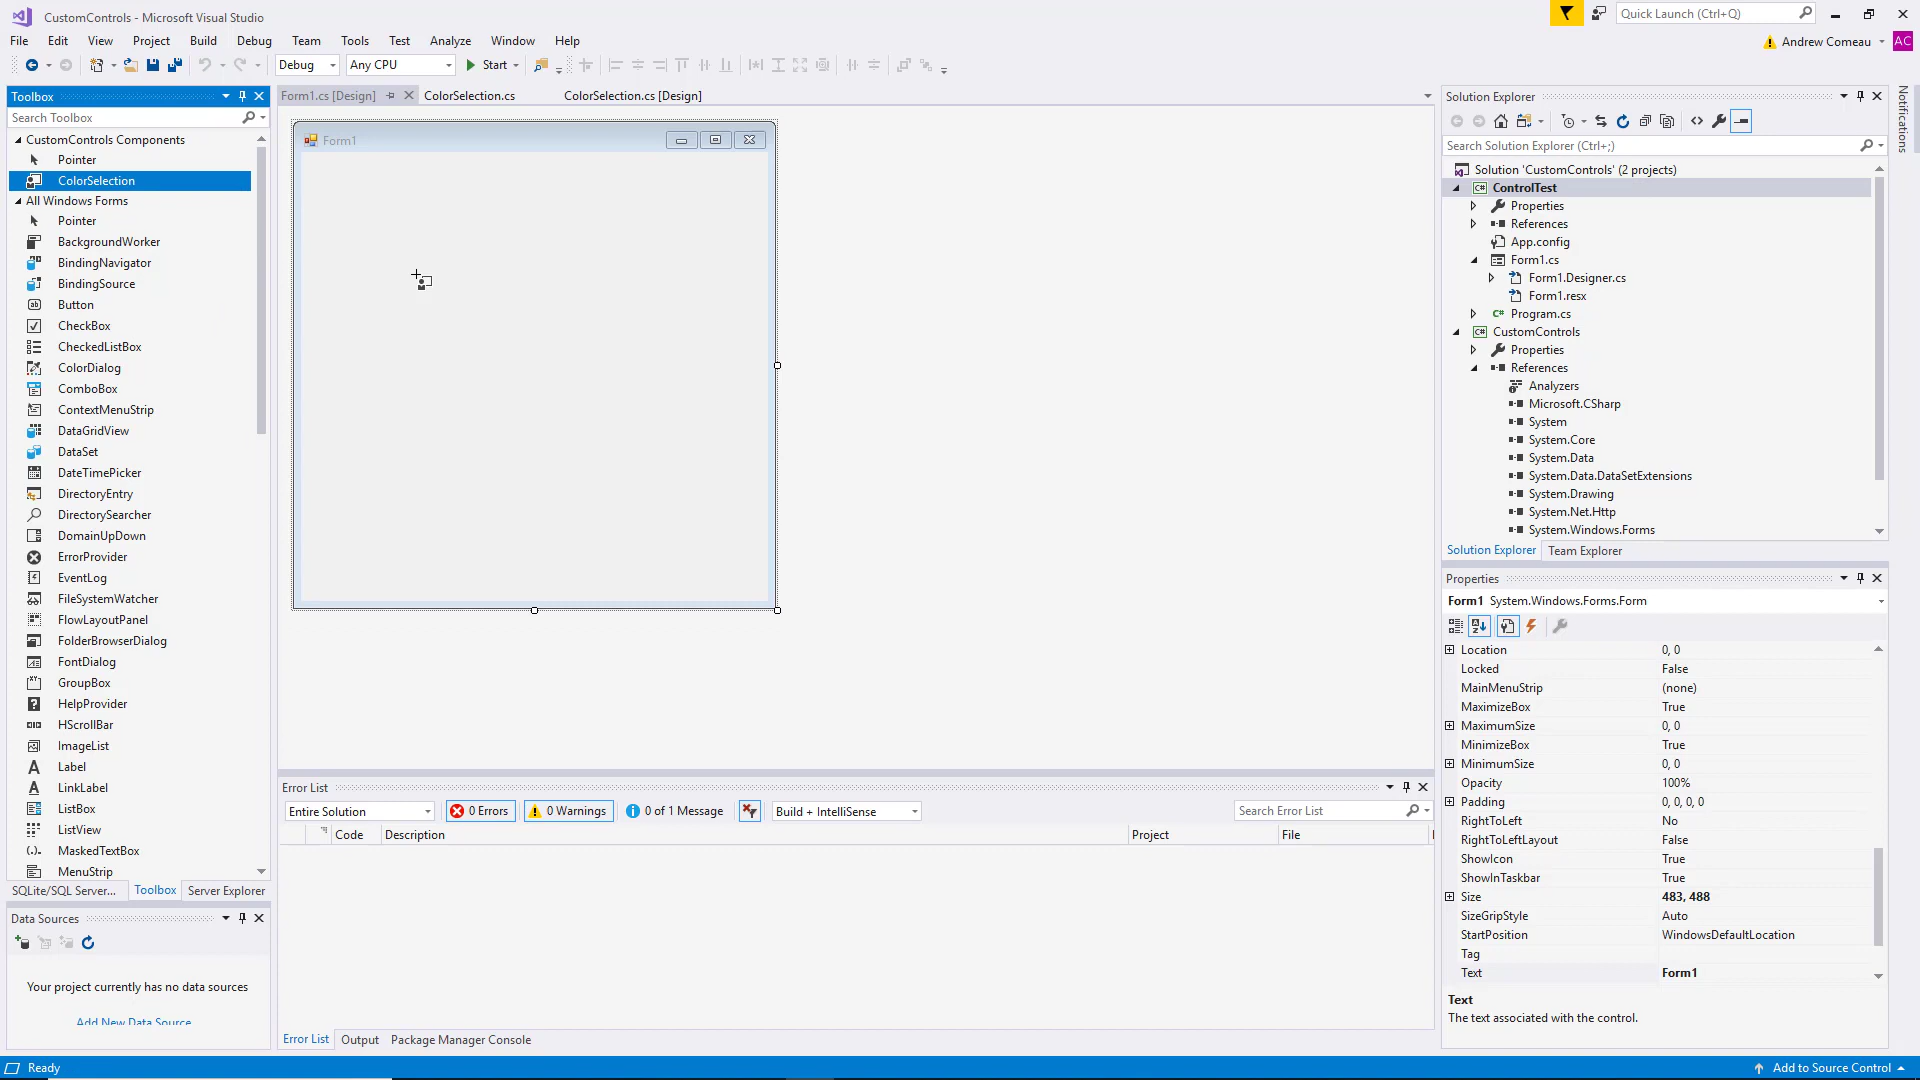 CustomControls - Microsoft Visual Studio
Quick Launch (Ctrl+Q)
File Edit View Project Build Debug Team Tools Test Analyze Window Help
Andrew Comeau AC
Debug Any CPU Start
Toolbox
Search Toolbox
CustomControls Components
Pointer
ColorSelection
All Windows Forms
Pointer
BackgroundWorker
BindingNavigator
BindingSource
Button
CheckBox
CheckedListBox
ColorDialog
ComboBox
ContextMenuStrip
DataGridView
DataSet
DateTimePicker
DirectoryEntry
DirectorySearcher
DomainUpDown
ErrorProvider
EventLog
FileSystemWatcher
FlowLayoutPanel
FolderBrowserDialog
FontDialog
GroupBox
HelpProvider
HScrollBar
ImageList
Label
LinkLabel
ListBox
ListView
MaskedTextBox
MenuStrip
SQLite/SQL Server... Toolbox Server Explorer
Data Sources
Your project currently has no data sources
Add New Data Source...
Form1.cs [Design] ColorSelection.cs ColorSelection.cs [Design]
Form1
Error List
Entire Solution 0 Errors 0 Warnings 0 of 1 Message Build + IntelliSense Search Error List
Code Description Project File
Error List Output Package Manager Console
Solution Explorer
Search Solution Explorer (Ctrl+;)
Solution 'CustomControls' (2 projects)
ControlTest
Properties
References
App.config
Form1.cs
Form1.Designer.cs
Form1.resx
Program.cs
CustomControls
Properties
References
Analyzers
Microsoft.CSharp
System
System.Core
System.Data
System.Data.DataSetExtensions
System.Drawing
System.Net.Http
System.Windows.Forms
Solution Explorer Team Explorer
Properties
Form1 System.Windows.Forms.Form
Location 0, 0
Locked False
MainMenuStrip (none)
MaximizeBox True
MaximumSize 0, 0
MinimizeBox True
MinimumSize 0, 0
Opacity 100%
Padding 0, 0, 0, 0
RightToLeft No
RightToLeftLayout False
ShowIcon True
ShowInTaskbar True
Size 483, 488
SizeGripStyle Auto
StartPosition WindowsDefaultLocation
Tag
Text Form1
Text
The text associated with the control.
Notifications
Ready
Add to Source Control